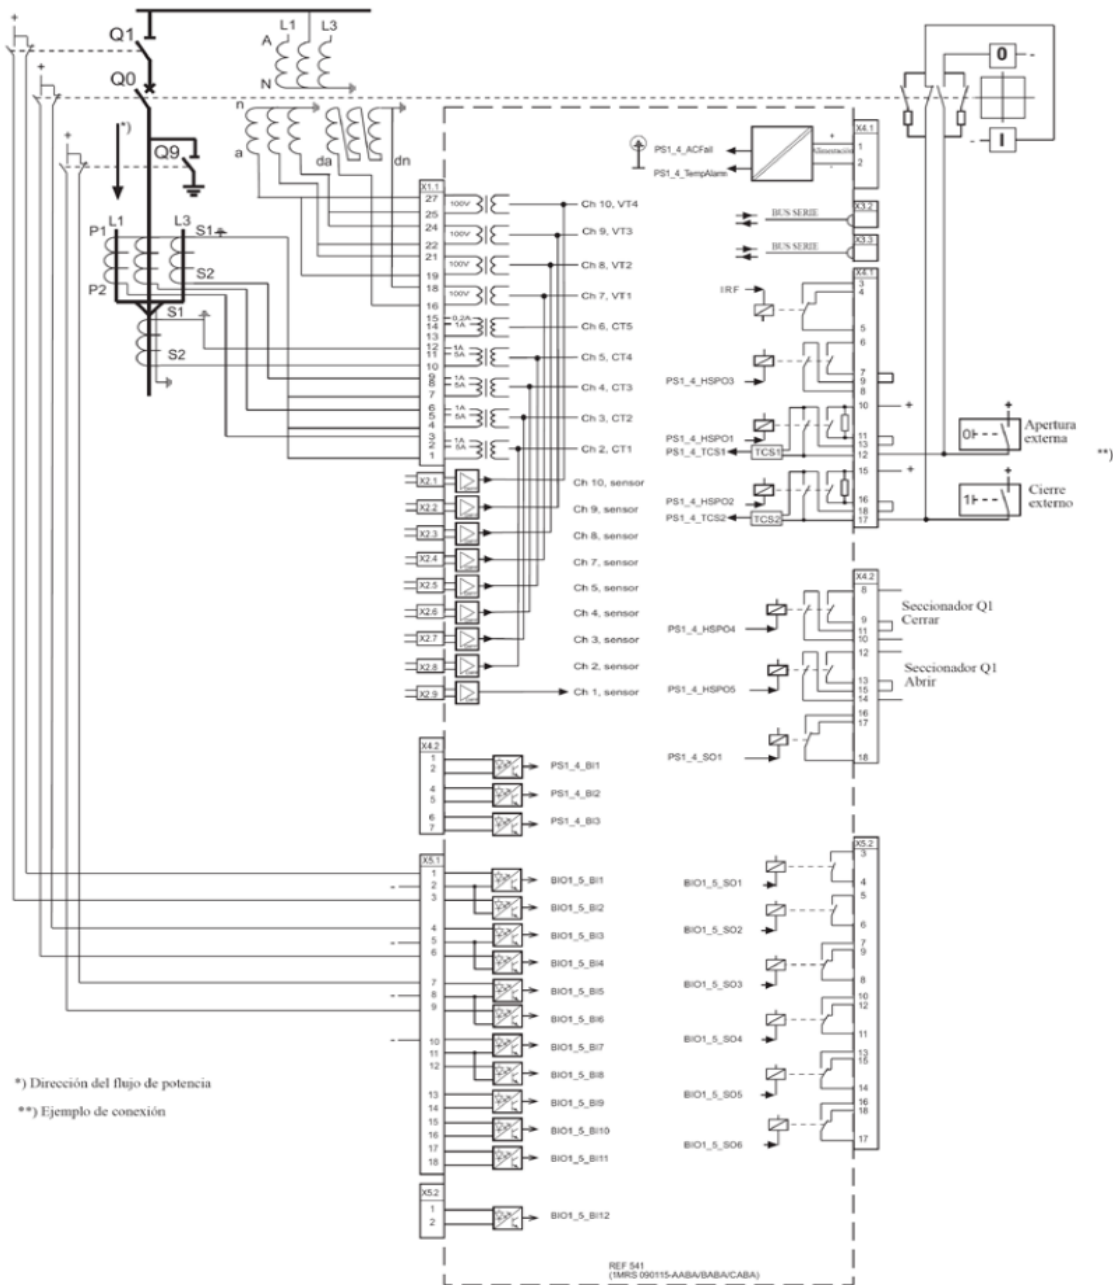 +
Q1
L1 L3
A
N
+
Q0
n
a
da
dn
+
*)
Q9
0
-
-
I
L1 L3
P1
S1
S2
P2
S1
S2
PS1_4_ACFail
PS1_4_TempAlarm
+
Alimentación
-
X4.1
1
2
BUS SERIE
X3.2
BUS SERIE
X3.3
X1.1
27
25
24
22
21
19
18
16
15
14
13
12
11
10
9
8
7
6
5
4
3
2
1
100V
100V
100V
100V
0,2A
1A
1A
5A
1A
5A
1A
5A
1A
5A
Ch 10, VT4
Ch 9, VT3
Ch 8, VT2
Ch 7, VT1
Ch 6, CT5
Ch 5, CT4
Ch 4, CT3
Ch 3, CT2
Ch 2, CT1
X2.1
Ch 10, sensor
X2.2
Ch 9, sensor
X2.3
Ch 8, sensor
X2.4
Ch 7, sensor
X2.5
Ch 5, sensor
X2.6
Ch 4, sensor
X2.7
Ch 3, sensor
X2.8
Ch 2, sensor
X2.9
Ch 1, sensor
X4.1
3
4
5
6
7
9
8
10
11
13
12
15
16
18
17
IRF
PS1_4_HSPO3
PS1_4_HSPO1
PS1_4_TCS1
TCS1
PS1_4_HSPO2
PS1_4_TCS2
TCS2
+
+
+
0
Apertura
externa
+
1
Cierre
externo
**)
X4.2
8
9
11
10
12
13
15
14
16
17
18
PS1_4_HSPO4
Seccionador Q1
Cerrar
PS1_4_HSPO5
Seccionador Q1
Abrir
PS1_4_SO1
X4.2
1
2
4
5
6
7
PS1_4_BI1
PS1_4_BI2
PS1_4_BI3
X5.1
1
2
3
4
5
6
7
8
9
10
11
12
13
14
15
16
17
18
-
-
-
-
BIO1_5_BI1
BIO1_5_BI2
BIO1_5_BI3
BIO1_5_BI4
BIO1_5_BI5
BIO1_5_BI6
BIO1_5_BI7
BIO1_5_BI8
BIO1_5_BI9
BIO1_5_BI10
BIO1_5_BI11
X5.2
1
2
BIO1_5_BI12
X5.2
3
4
5
6
7
9
8
10
12
11
13
15
14
16
18
17
BIO1_5_SO1
BIO1_5_SO2
BIO1_5_SO3
BIO1_5_SO4
BIO1_5_SO5
BIO1_5_SO6
*) Dirección del flujo de potencia
**) Ejemplo de conexión
REF 541
(1MRS 090115-AABA/BABA/CABA)